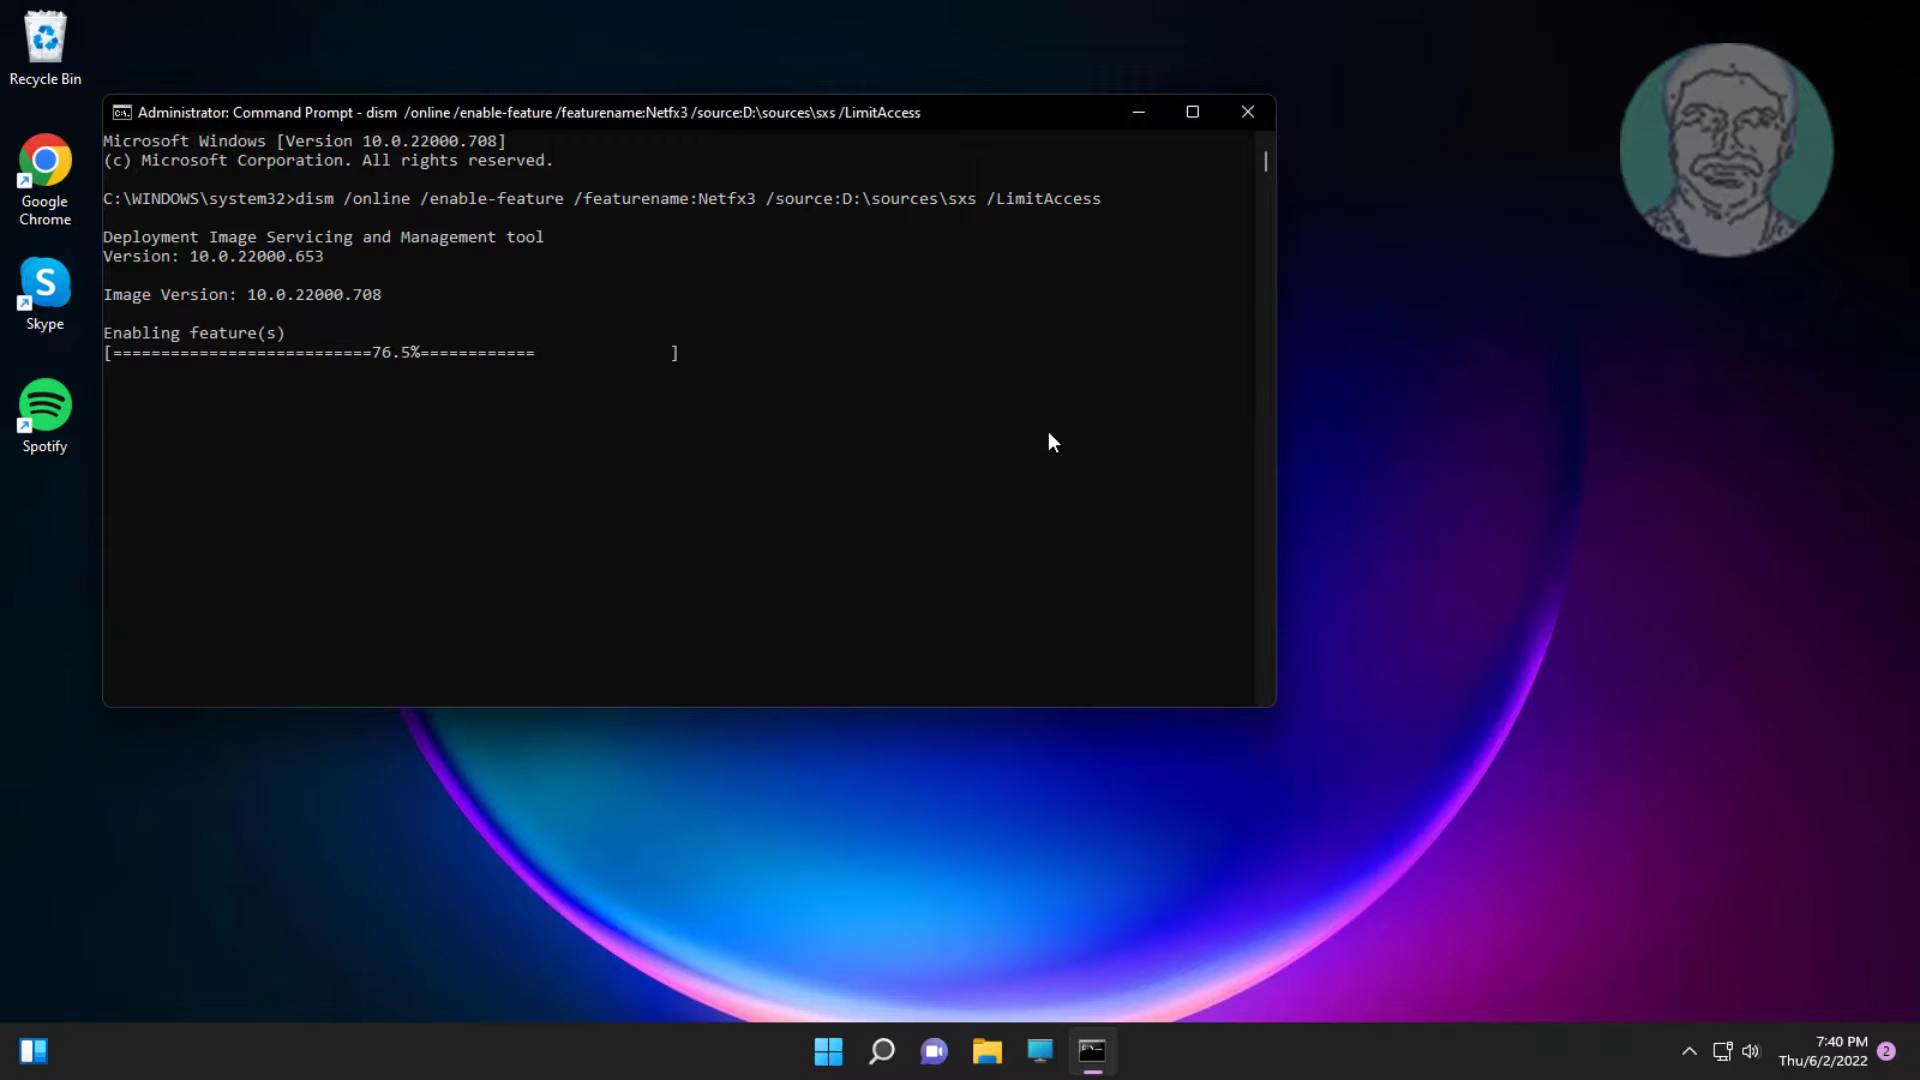 Recycle Bin
Google
Chrome
S
Skype
Spotify
Administrator: Command Prompt - dism  /online /enable-feature /featurename:Netfx3 /source:D:\sources\sxs /LimitAccess
Microsoft Windows [Version 10.0.22000.708]
(c) Microsoft Corporation. All rights reserved.
C:\WINDOWS\system32>dism /online /enable-feature /featurename:Netfx3 /source:D:\sources\sxs /LimitAccess
Deployment Image Servicing and Management tool
Version: 10.0.22000.653
Image Version: 10.0.22000.708
Enabling feature(s)
[===========================76.5%============              ]
7:40 PM
Thu/6/2/2022
2